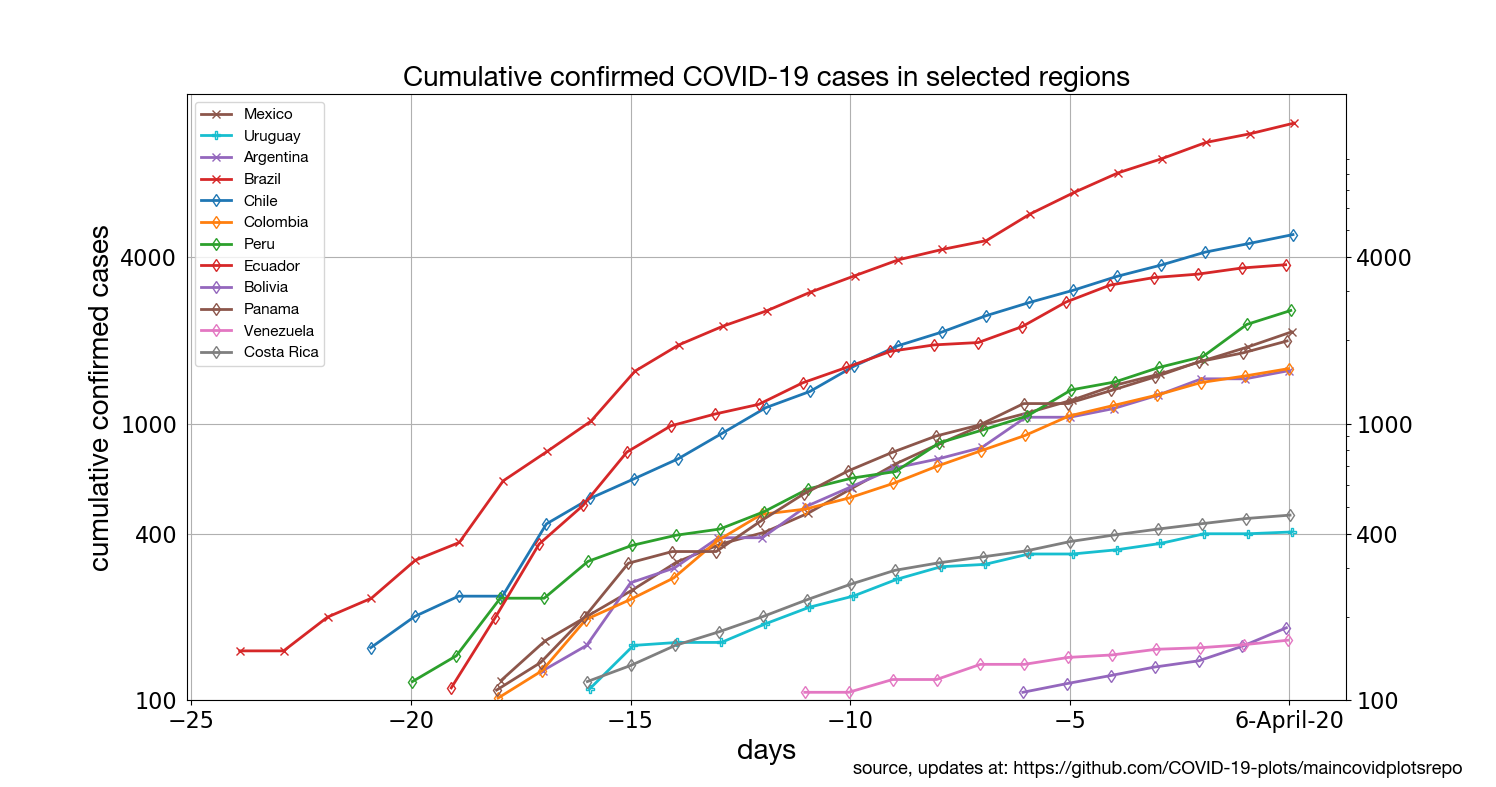 Cumulative confirmed COVID-19 cases in selected regions
Mexico
Uruguay
Argentina
Brazil
Chile
Colombia
Peru
Ecuador
Bolivia
Panama
Venezuela
Costa Rica
cumulative confirmed cases
4000
1000
400
100
4000
1000
400
100
−25
−20
−15
−10
−5
6-April-20
days
source, updates at: https://github.com/COVID-19-plots/maincovidplotsrepo